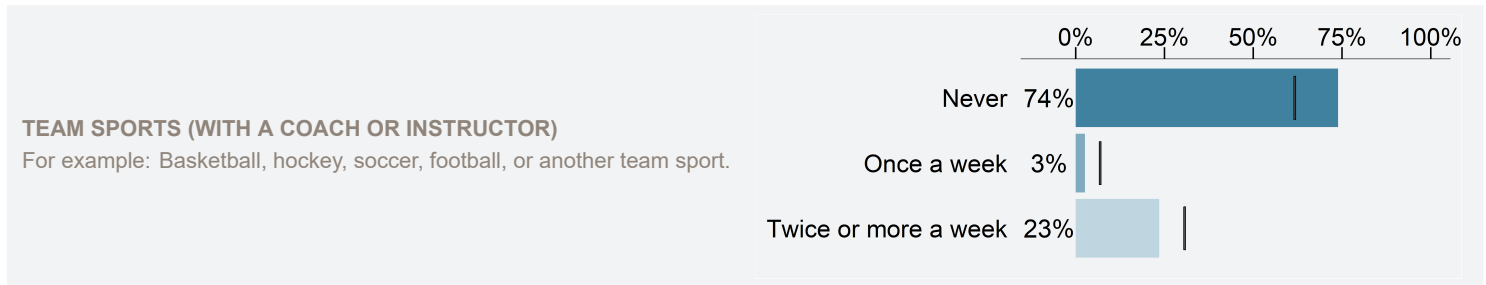 0% 25% 50% 75% 100%
Never 74%
TEAM SPORTS (WITH A COACH OR INSTRUCTOR)
For example: Basketball, hockey, soccer, football, or another team sport.
Once a week 3%
Twice or more a week 23%